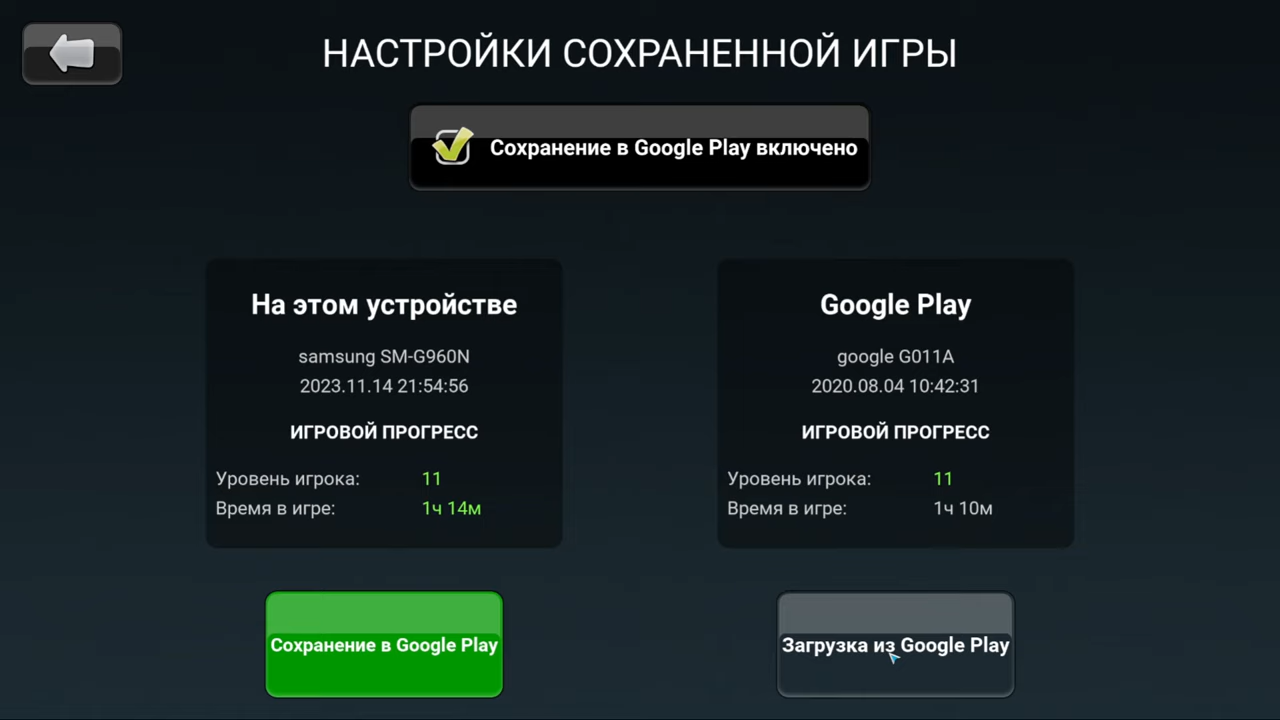 НАСТРОЙКИ СОХРАНЕННОЙ ИГРЫ
Сохранение в Google Play включено
На этом устройстве
samsung SM-G960N
2023.11.14 21:54:56
ИГРОВОЙ ПРОГРЕСС
Уровень игрока: 11
Время в игре: 1ч 14м
Сохранение в Google Play
Google Play
google G011A
2020.08.04 10:42:31
ИГРОВОЙ ПРОГРЕСС
Уровень игрока: 11
Время в игре: 1ч 10м
Загрузка из Google Play